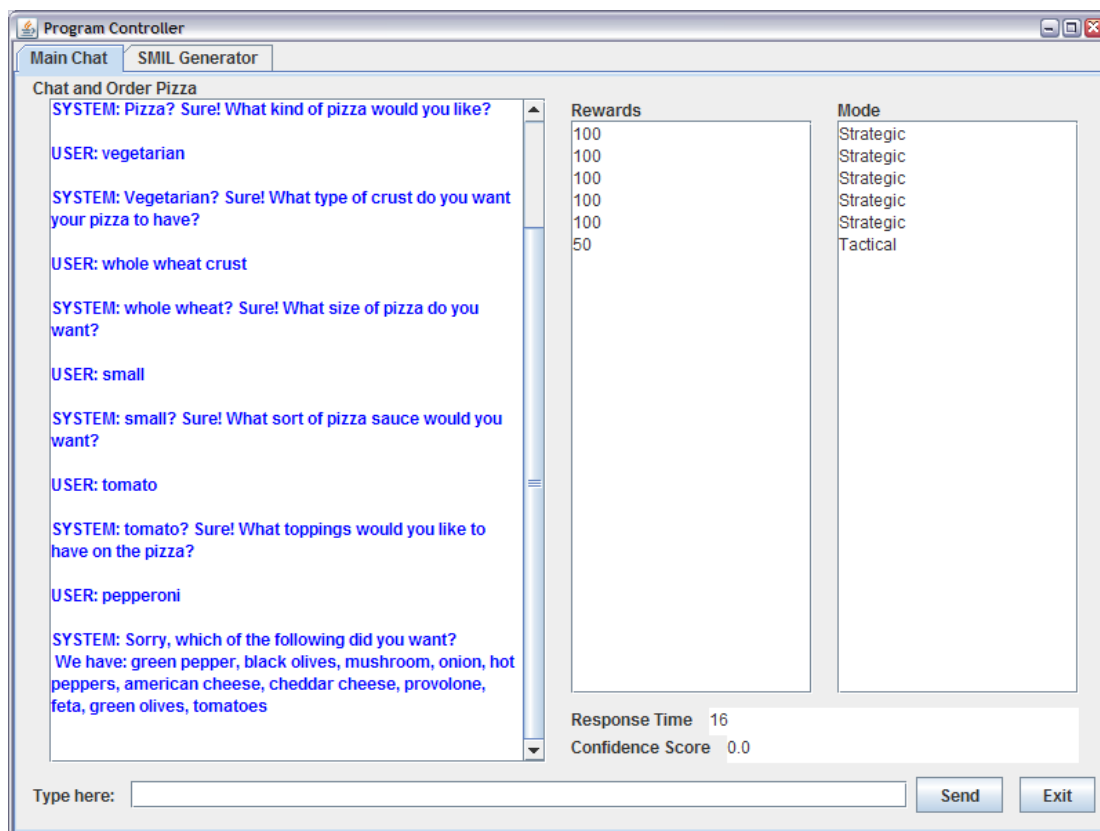 Program Controller
Main Chat
SMIL Generator
Chat and Order Pizza
SYSTEM: Pizza? Sure! What kind of pizza would you like?
USER: vegetarian
SYSTEM: Vegetarian? Sure! What type of crust do you want
your pizza to have?
USER: whole wheat crust
SYSTEM: whole wheat? Sure! What size of pizza do you
want?
USER: small
SYSTEM: small? Sure! What sort of pizza sauce would you
want?
USER: tomato
SYSTEM: tomato? Sure! What toppings would you like to
have on the pizza?
USER: pepperoni
SYSTEM: Sorry, which of the following did you want?
We have: green pepper, black olives, mushroom, onion, hot
peppers, american cheese, cheddar cheese, provolone,
feta, green olives, tomatoes
Rewards
100
100
100
100
100
50
Mode
Strategic
Strategic
Strategic
Strategic
Strategic
Tactical
Response Time 16
Confidence Score 0.0
Type here:
Send
Exit